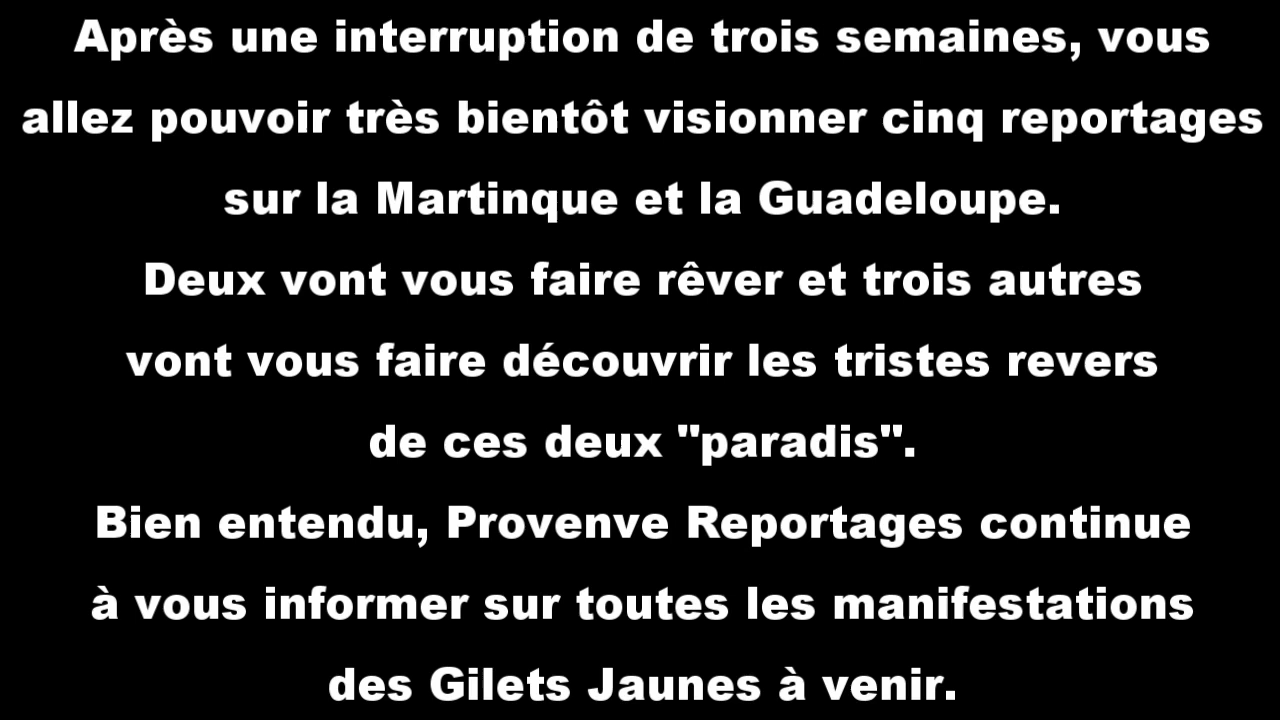 Après une interruption de trois semaines, vous
allez pouvoir très bientôt visionner cinq reportages
sur la Martinque et la Guadeloupe.
Deux vont vous faire rêver et trois autres
vont vous faire découvrir les tristes revers
de ces deux "paradis".
Bien entendu, Provenve Reportages continue
à vous informer sur toutes les manifestations
des Gilets Jaunes à venir.